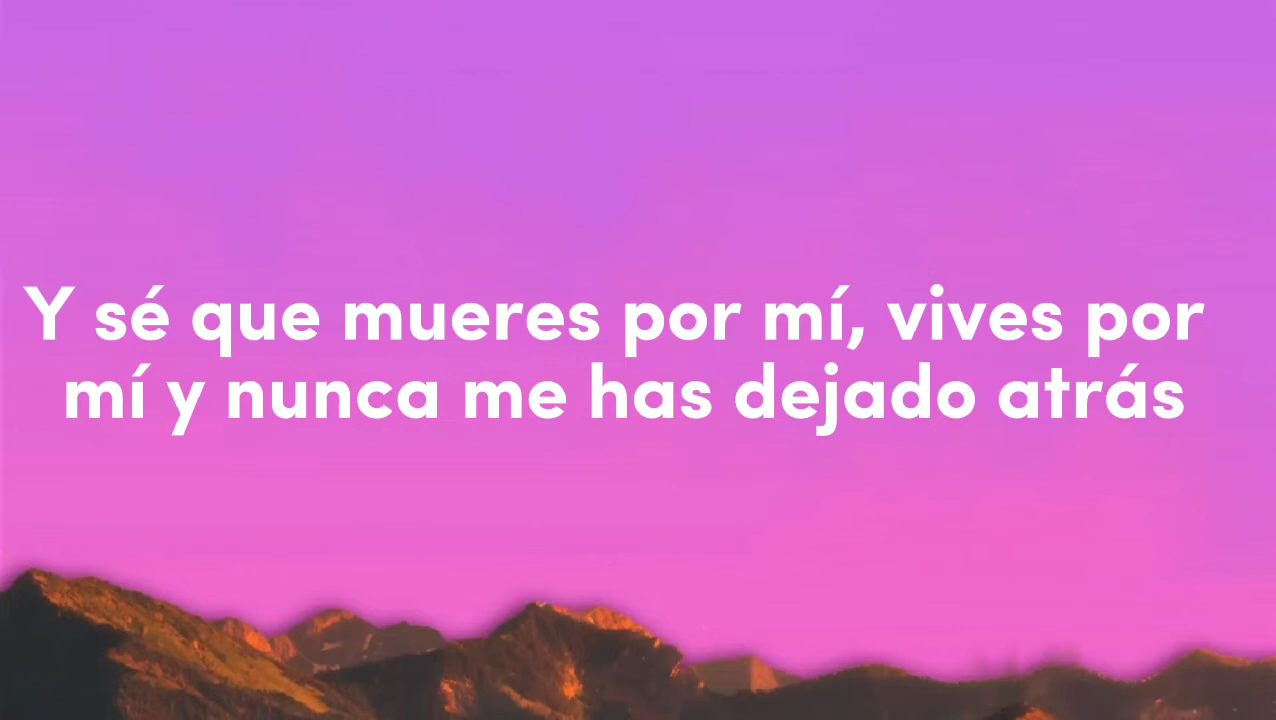 Y sé que mueres por mí, vives por
mí y nunca me has dejado atrás